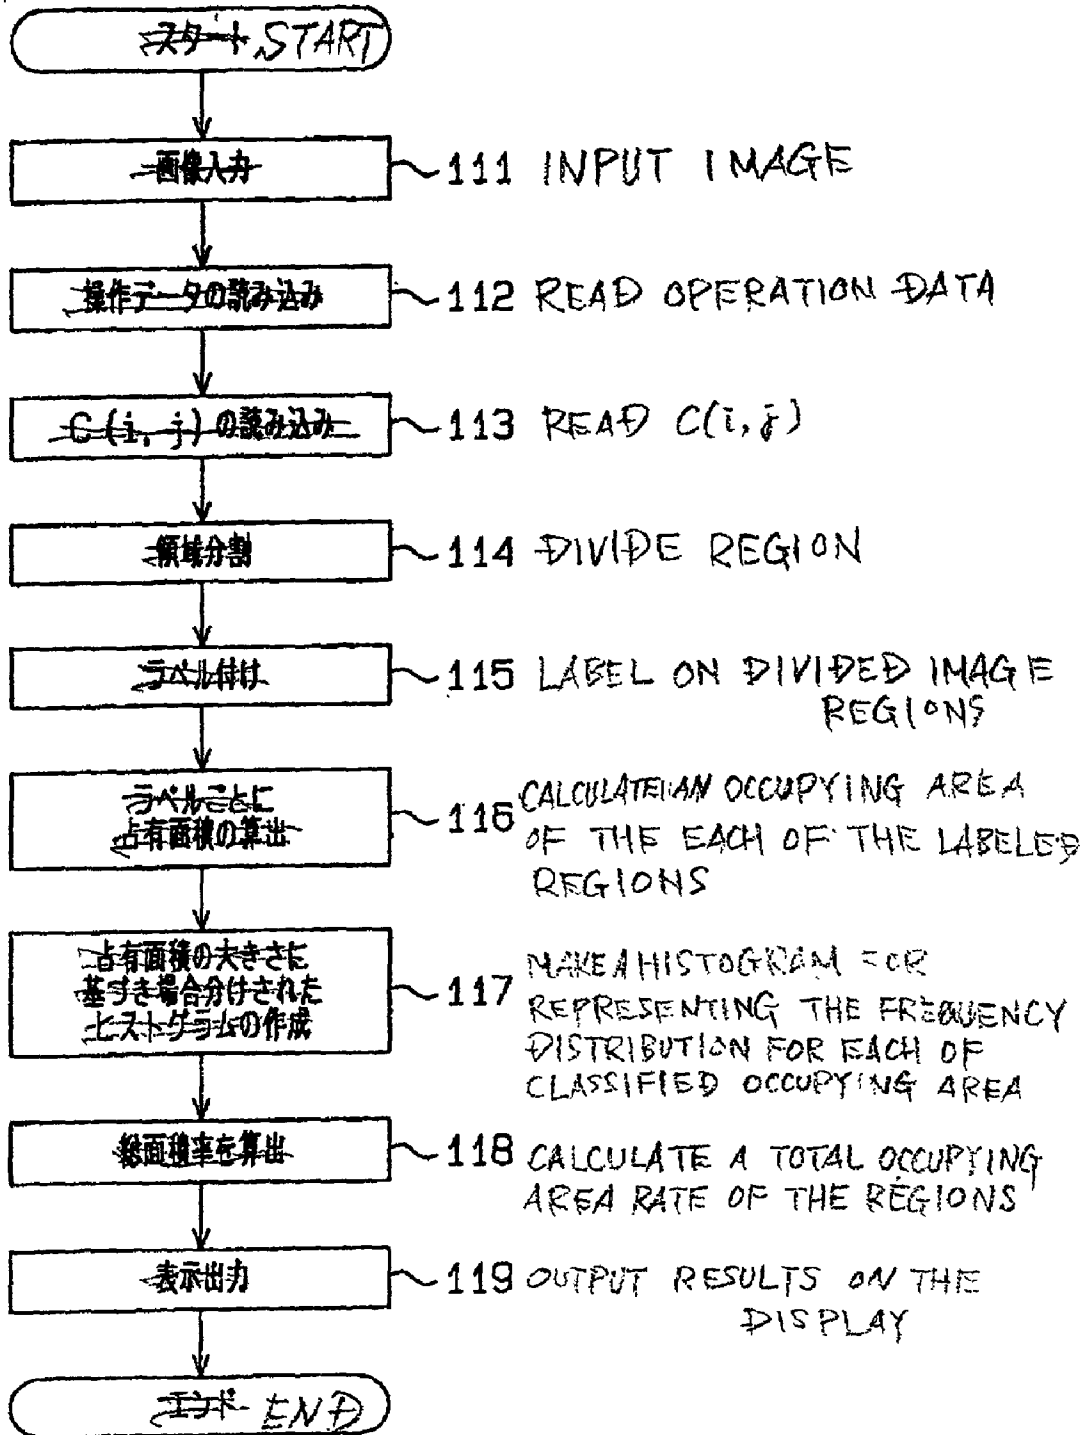 スタート START
画像入力 111 INPUT IMAGE
操作データの読み込み 112 READ OPERATION DATA
C (i, j) の読み込み 113 READ C(i, j)
領域分割 114 DIVIDE REGION
ラベル付け 115 LABEL ON DIVIDED IMAGE
REGIONS
ラベルごとに
占有面積の算出 116
CALCULATE AN OCCUPYING AREA
OF THE EACH OF THE LABELED
REGIONS
占有面積の大きさに
基づき場合分けされた
ヒストグラムの作成 117
MAKE A HISTOGRAM FOR
REPRESENTING THE FREQUENCY
DISTRIBUTION FOR EACH OF
CLASSIFIED OCCUPYING AREA
総面積率を算出 118 CALCULATE A TOTAL OCCUPYING
AREA RATE OF THE REGIONS
表示出力 119 OUTPUT RESULTS ON THE
DISPLAY
エンド END